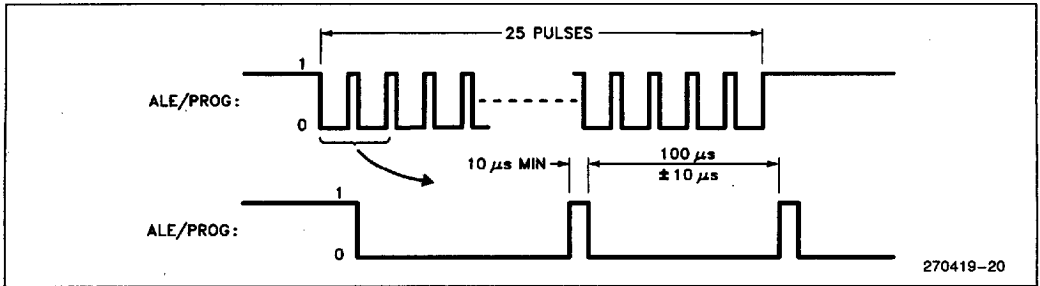 25 PULSES
1
ALE/PROG:
0
10 µs MIN
100 µs
±10 µs
1
ALE/PROG:
0
270419-20